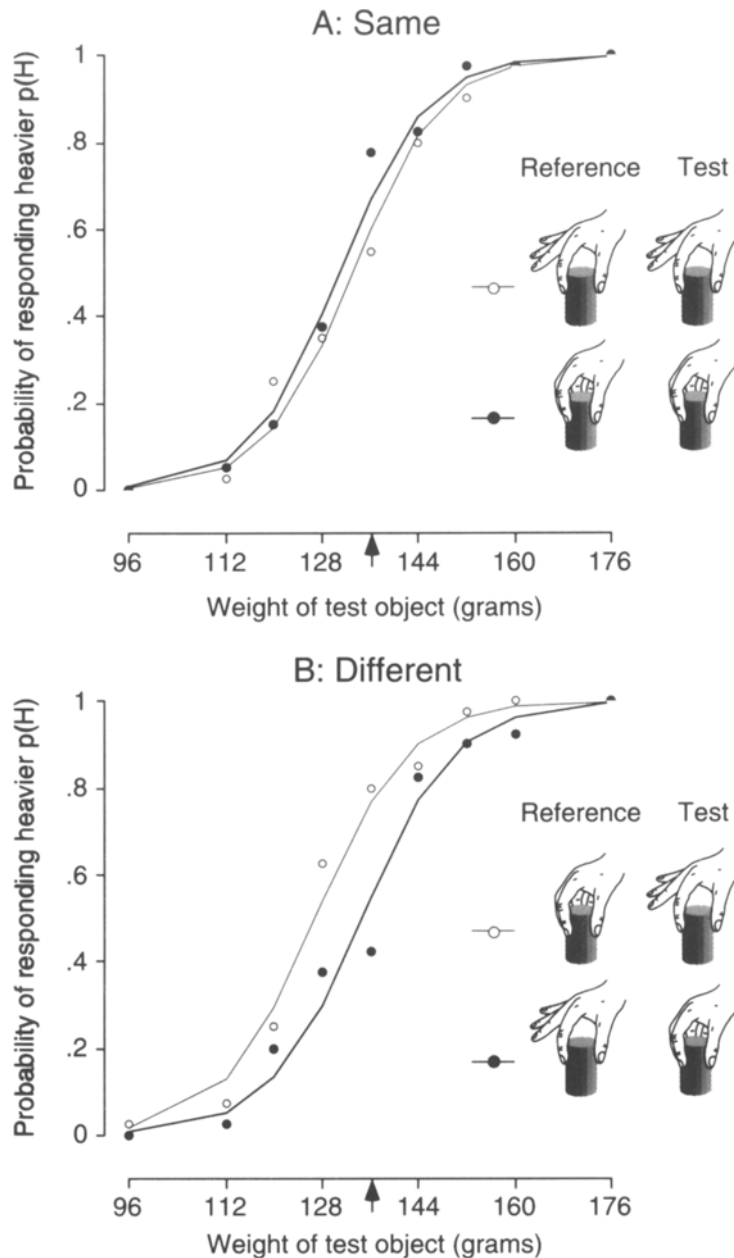 A: Same
Probability of responding heavier p(H)
1
.8
.6
.4
.2
0
Reference Test
96 112 128 144 160 176
Weight of test object (grams)
B: Different
Probability of responding heavier p(H)
1
.8
.6
.4
.2
0
Reference Test
96 112 128 144 160 176
Weight of test object (grams)